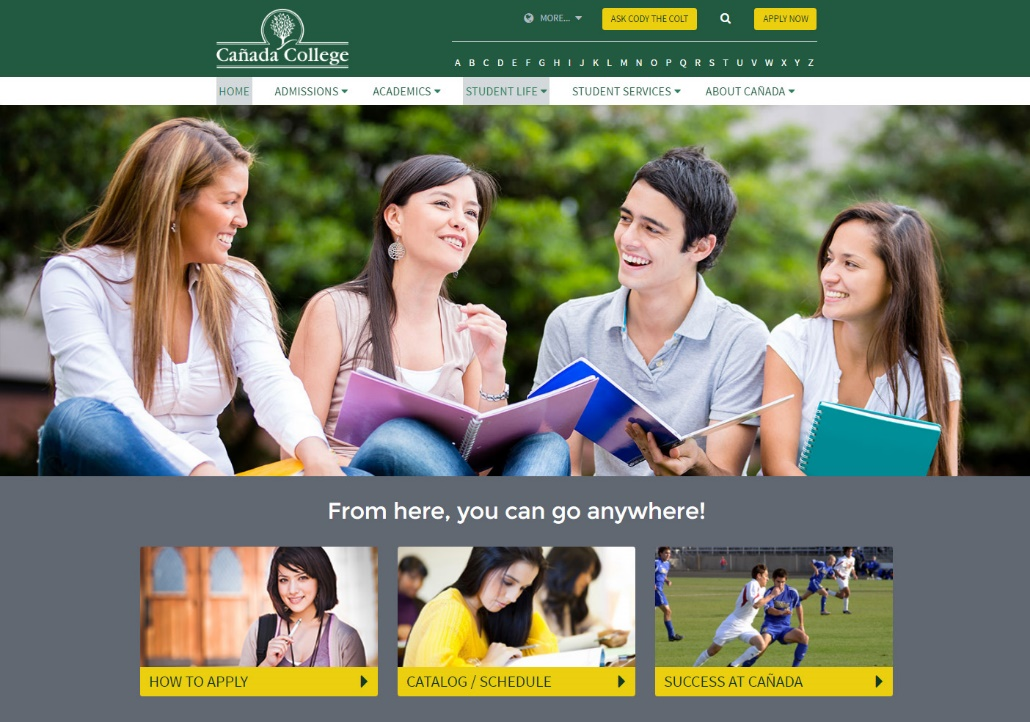 Cañada College
MORE...
ASK CODY THE COLT
APPLY NOW
A B C D E F G H I J K L M N O P Q R S T U V W X Y Z
HOME ADMISSIONS ACADEMICS STUDENT LIFE STUDENT SERVICES ABOUT CAÑADA
From here, you can go anywhere!
HOW TO APPLY
CATALOG / SCHEDULE
SUCCESS AT CAÑADA